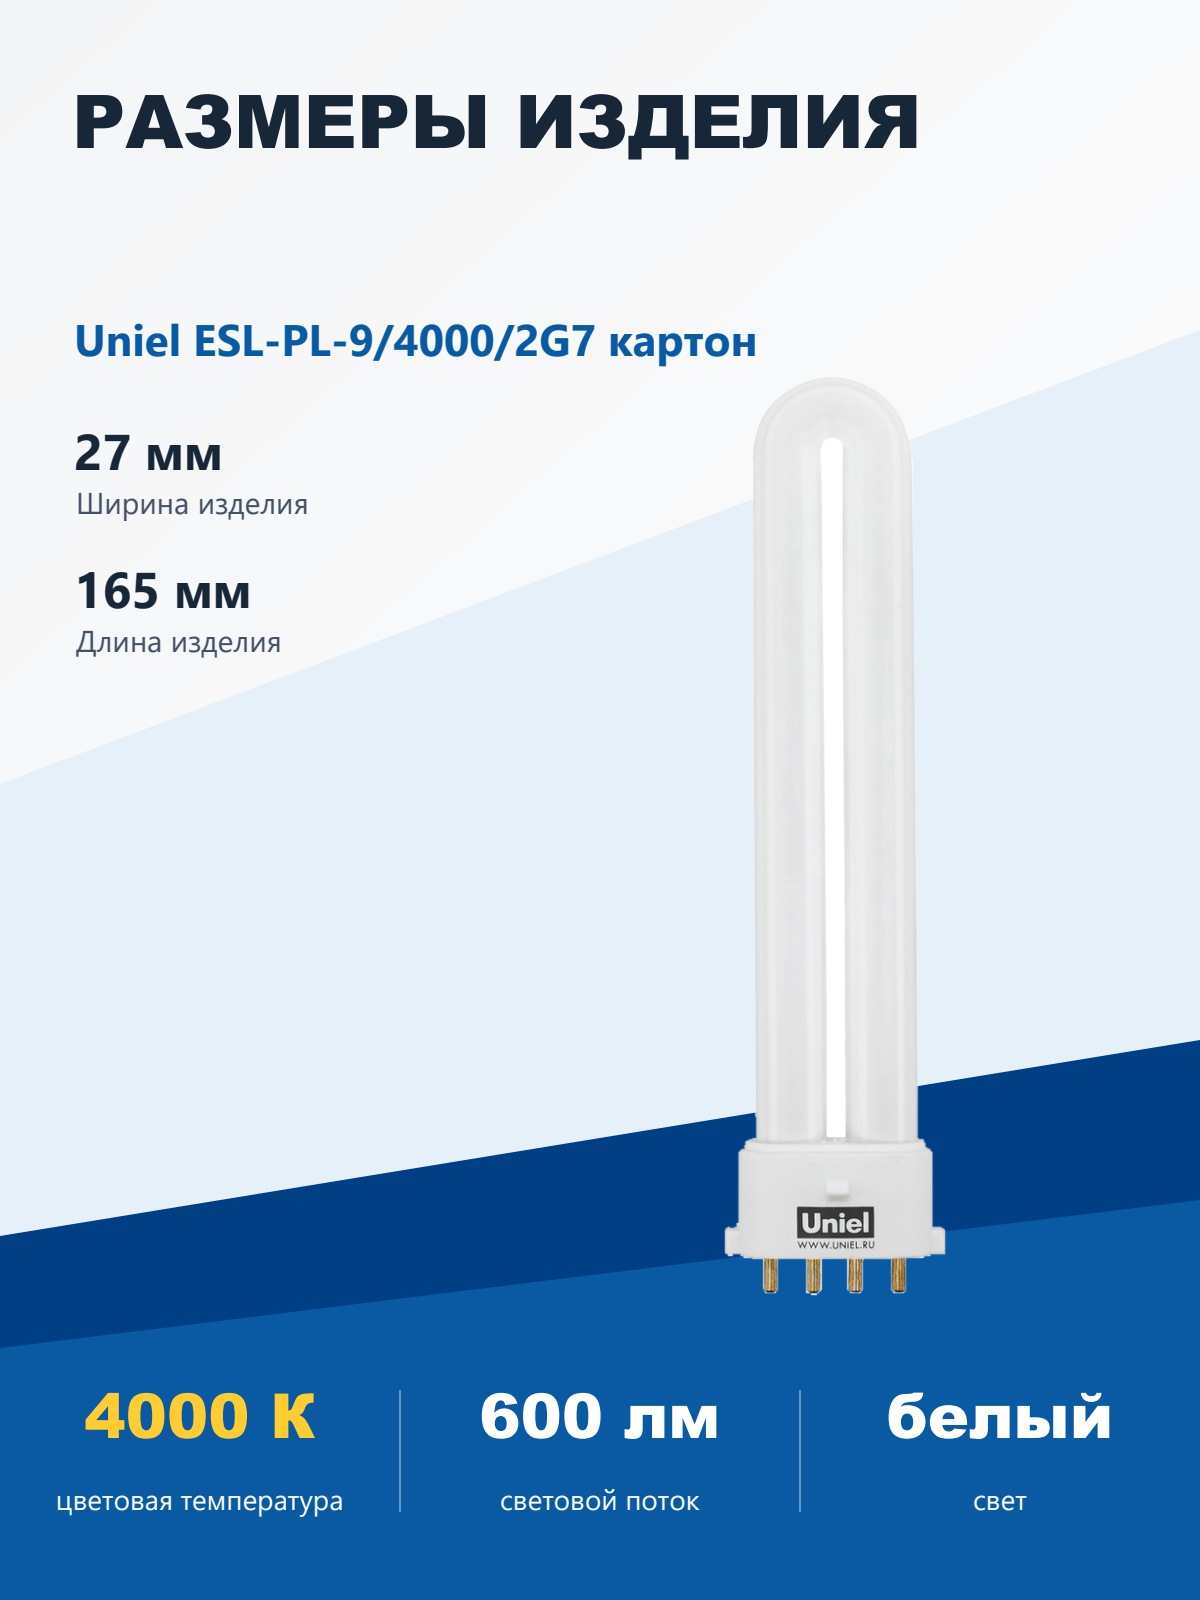 РАЗМЕРЫ ИЗДЕЛИЯ
Uniel ESL-PL-9/4000/2G7 картон
27 мм
Ширина изделия
165 мм
Длина изделия
Uniel
WWW.UNIEL.RU
4000 К
цветовая температура
600 лм
световой поток
белый
свет